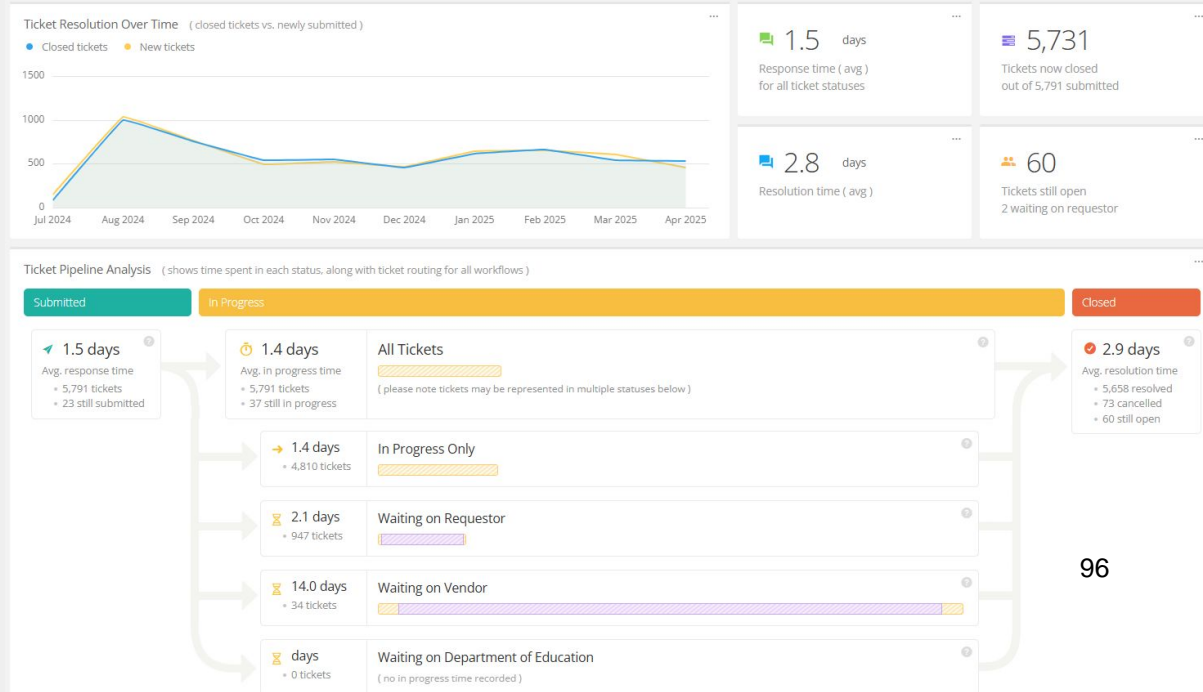 Ticket Resolution Over Time ( closed tickets vs. newly submitted )
...
Closed tickets
New tickets
1500
1000
500
0
Jul 2024 Aug 2024 Sep 2024 Oct 2024 Nov 2024 Dec 2024 Jan 2025 Feb 2025 Mar 2025 Apr 2025
...
1.5 days
Response time ( avg )
for all ticket statuses
...
5,731
Tickets now closed
out of 5,791 submitted
...
2.8 days
Resolution time ( avg )
...
60
Tickets still open
2 waiting on requestor
Ticket Pipeline Analysis ( shows time spent in each status, along with ticket routing for all workflows )
...
Submitted
In Progress
Closed
1.5 days
?
Avg. response time
5,791 tickets
23 still submitted
1.4 days
Avg. in progress time
5,791 tickets
37 still in progress
All Tickets
?
( please note tickets may be represented in multiple statuses below )
2.9 days
?
Avg. resolution time
5,658 resolved
73 cancelled
60 still open
1.4 days
4,810 tickets
In Progress Only
?
2.1 days
947 tickets
Waiting on Requestor
?
14.0 days
34 tickets
Waiting on Vendor
?
96
days
0 tickets
Waiting on Department of Education
?
( no in progress time recorded )